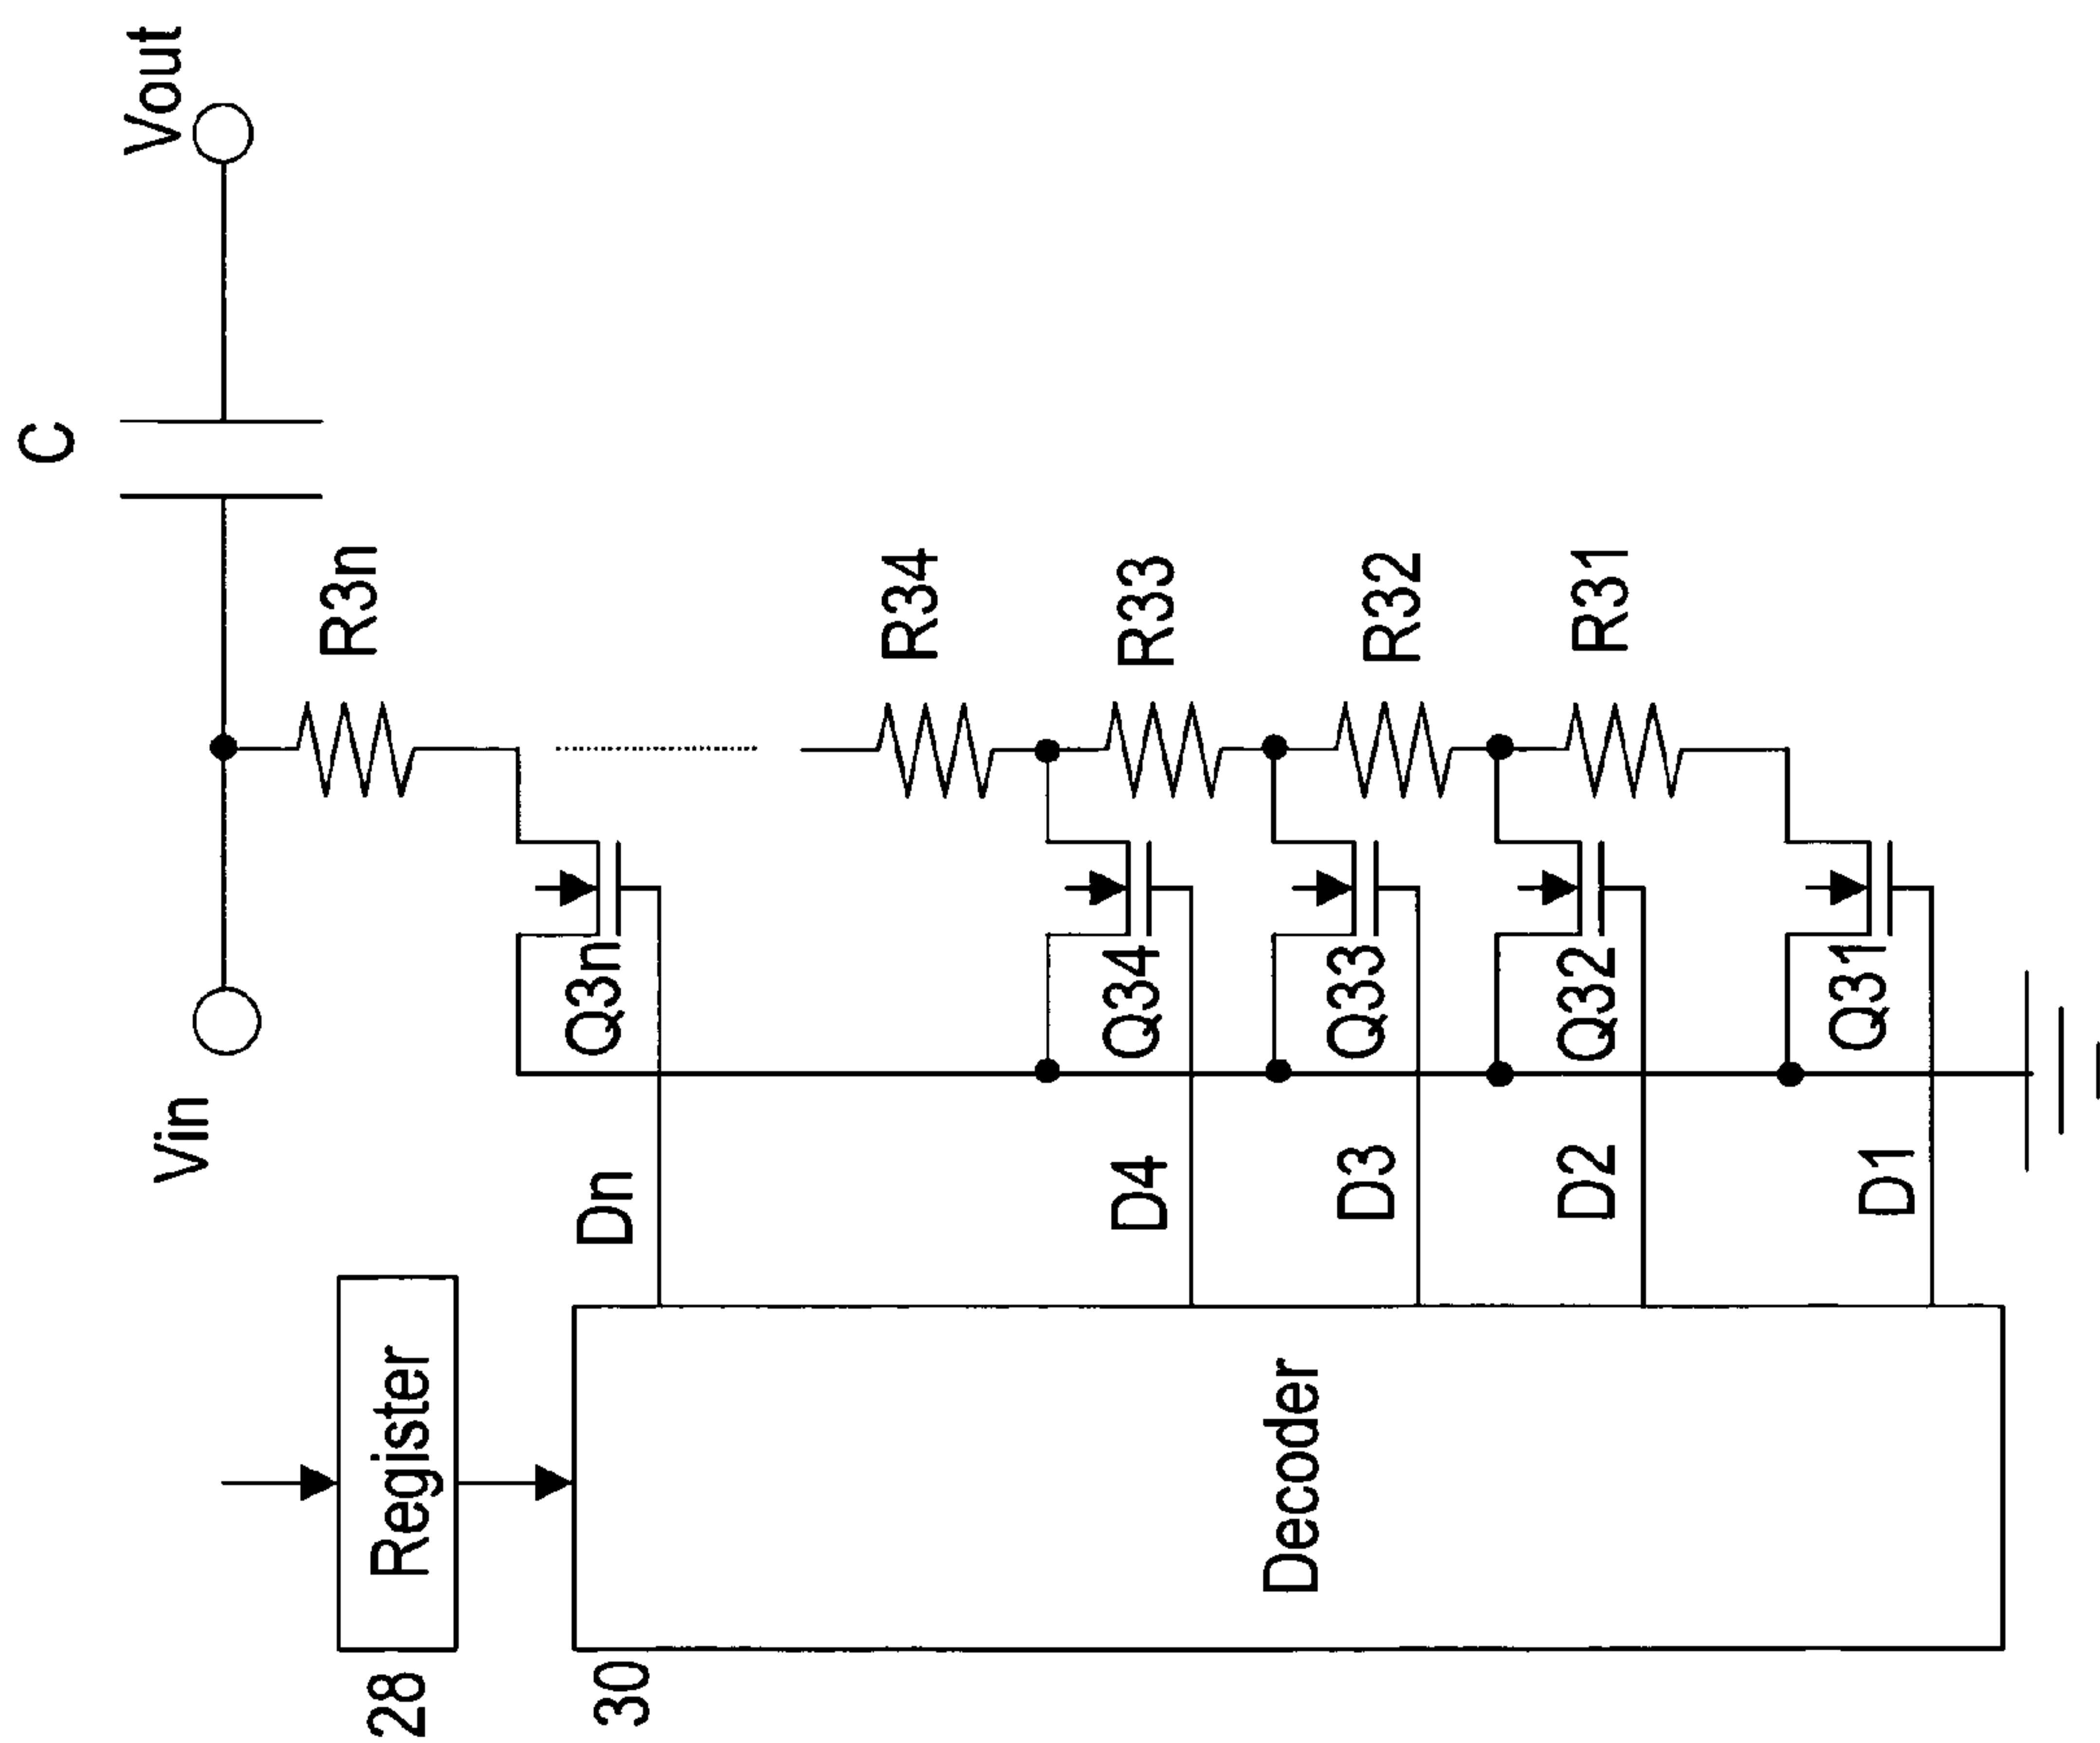 C
Vout
Vin
R3n
R34
R33
R32
R31
Q3n
Q34
Q33
Q32
Q31
Dn
D4
D3
D2
D1
Register
28
Decoder
30